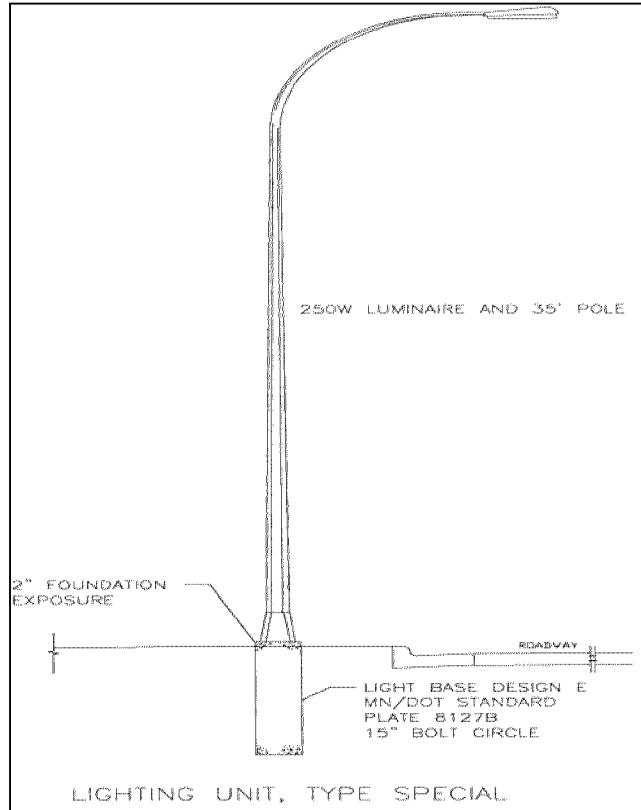 250W LUMINAIRE AND 35' POLE
2" FOUNDATION
EXPOSURE
ROADWAY
LIGHT BASE DESIGN E
MN/DOT STANDARD
PLATE 8127B
15" BOLT CIRCLE
LIGHTING UNIT, TYPE SPECIAL